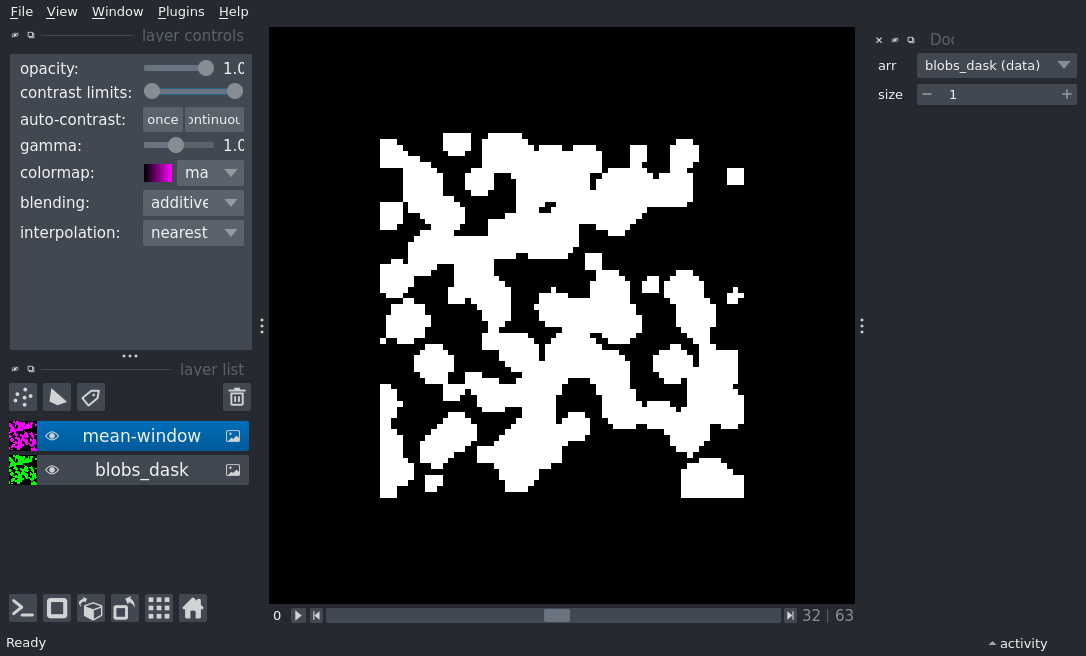 File View Window Plugins Help
layer controls
opacity: 1.0
contrast limits:
auto-contrast: once ontinuou
gamma: 1.0
colormap: ma
blending: additive
interpolation: nearest
layer list
mean-window
blobs_dask
0 32 | 63
Doc
arr blobs_dask (data)
size 1
Ready
activity